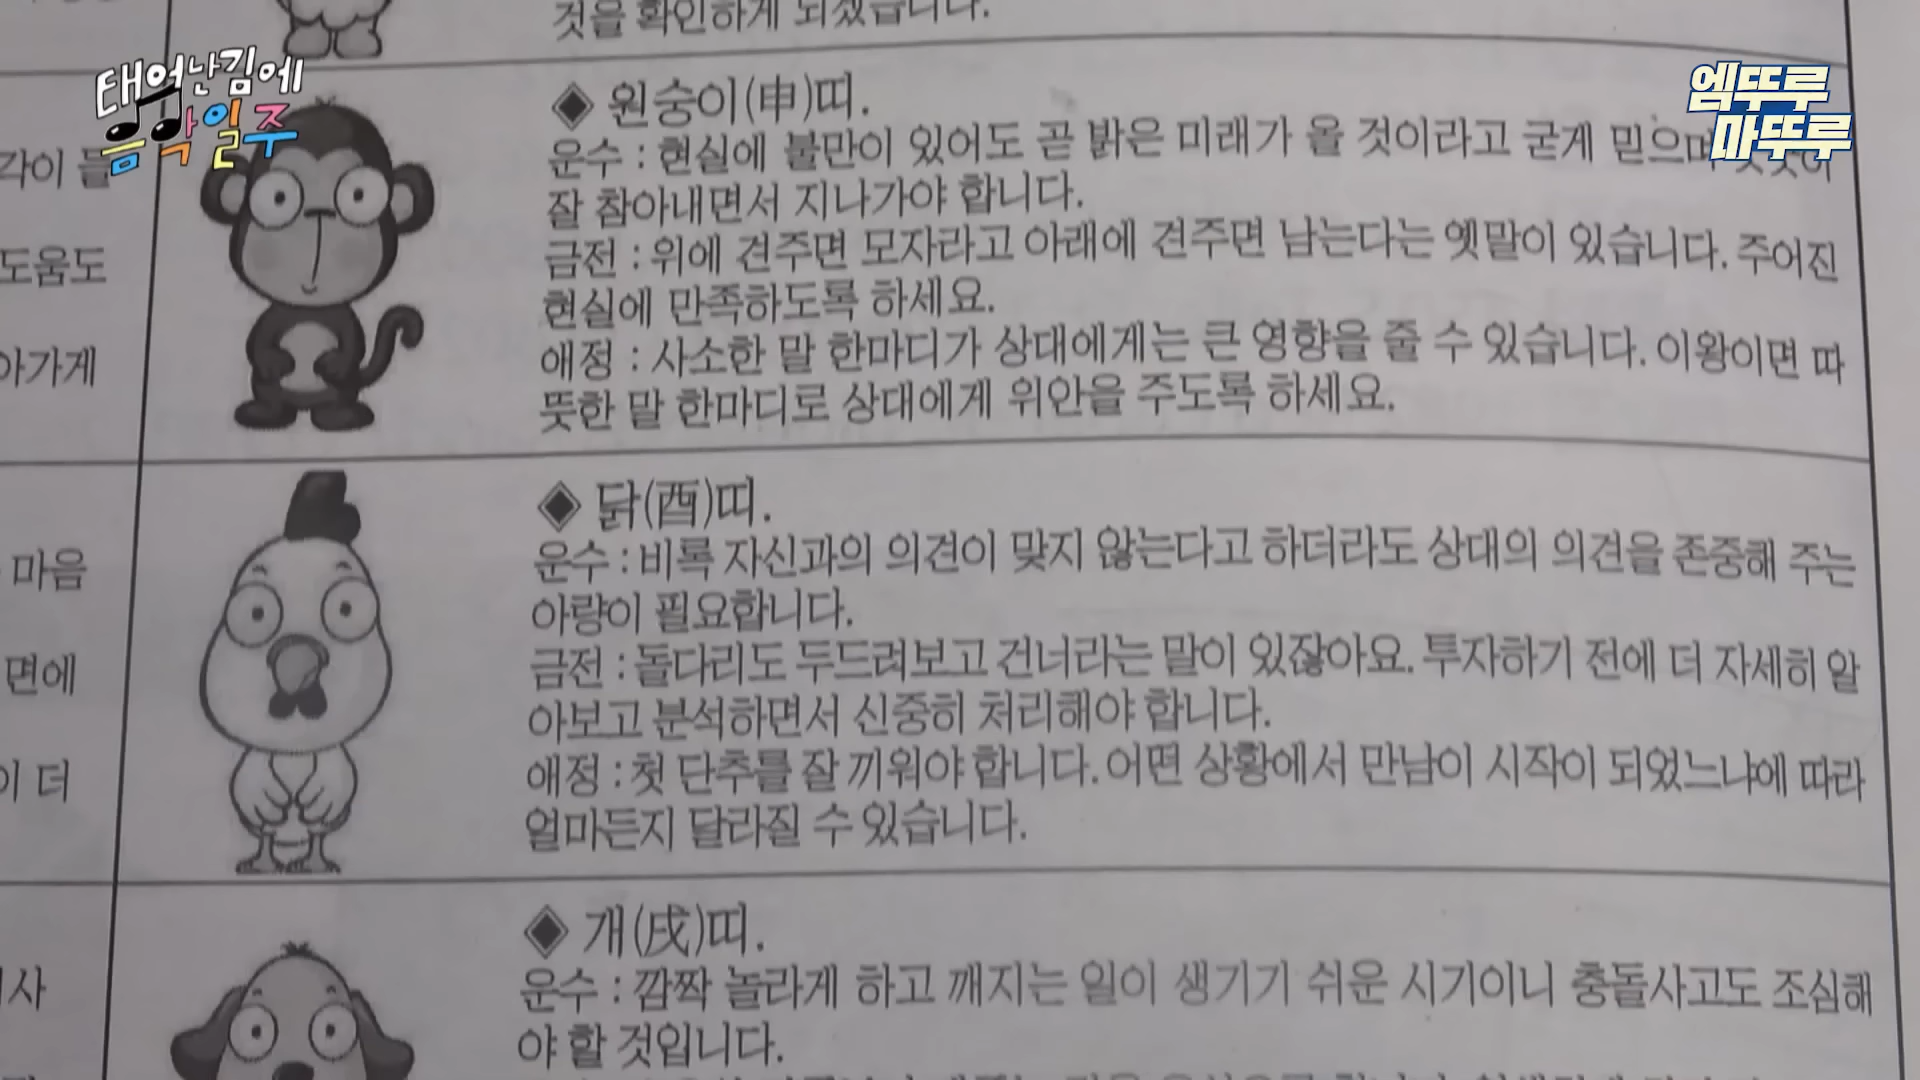 것을 확인하게 되겠습니다.
태어난김에
음악일주
엠뚜루
마뚜루
각이 들
도움도
아가게
◈ 원숭이(申)띠.
운수 : 현실에 불만이 있어도 곧 밝은 미래가 올 것이라고 굳게 믿으며
잘 참아내면서 지나가야 합니다.
금전 : 위에 견주면 모자라고 아래에 견주면 남는다는 옛말이 있습니다. 주어진
현실에 만족하도록 하세요.
애정 : 사소한 말 한마디가 상대에게는 큰 영향을 줄 수 있습니다. 이왕이면 따
뜻한 말 한마디로 상대에게 위안을 주도록 하세요.
마음
면에
이 더
◈ 닭(酉)띠.
운수 : 비록 자신과의 의견이 맞지 않는다고 하더라도 상대의 의견을 존중해 주는
아량이 필요합니다.
금전 : 돌다리도 두드려보고 건너라는 말이 있잖아요. 투자하기 전에 더 자세히 알
아보고 분석하면서 신중히 처리해야 합니다.
애정 : 첫 단추를 잘 끼워야 합니다. 어떤 상황에서 만남이 시작이 되었느냐에 따라
얼마든지 달라질 수 있습니다.
사
◈ 개(戌)띠.
운수 : 깜짝 놀라게 하고 깨지는 일이 생기기 쉬운 시기이니 충돌사고도 조심해
야 할 것입니다.